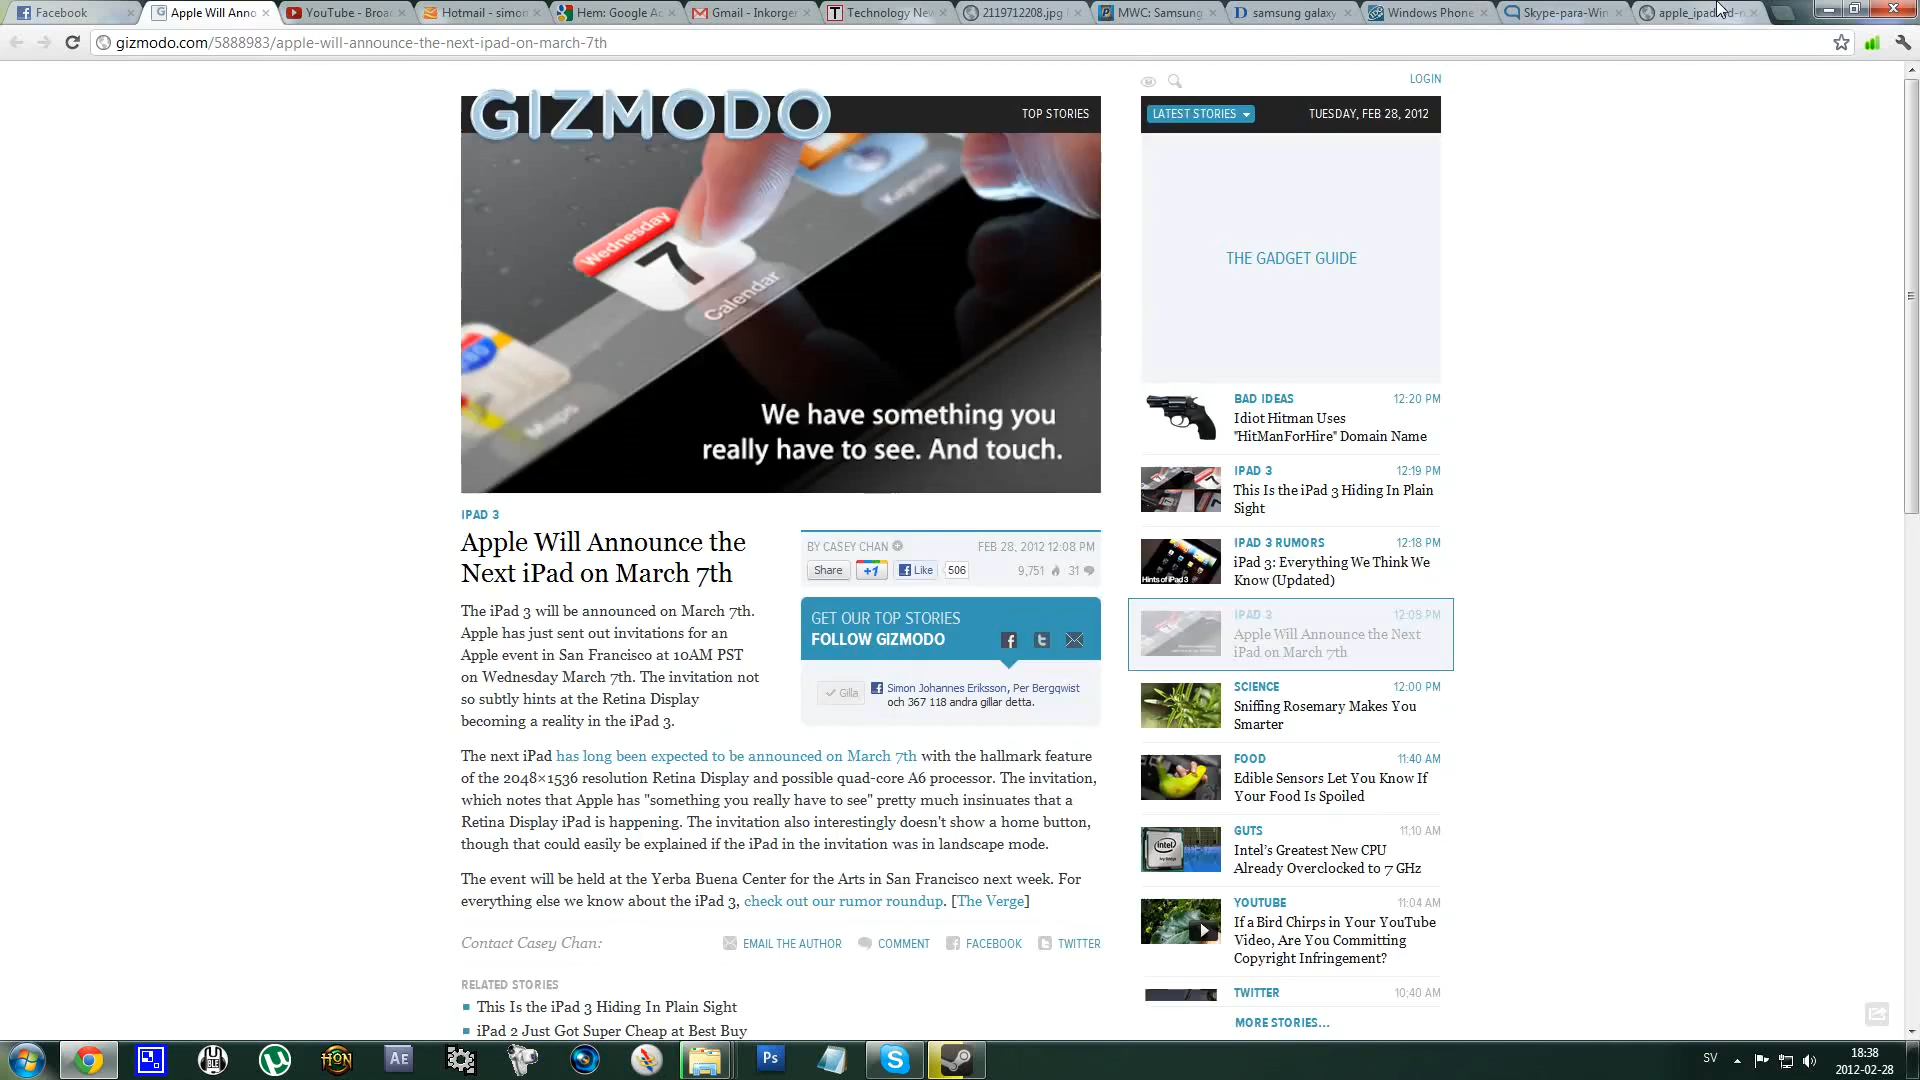 Facebook
Apple Will Anno
YouTube - Broa
Hotmail - simon
Hem: Google A
Gmail - Inkorge
Technology New
2119712208.jpg
MWC: Samsung
samsung galaxy
Windows Phone
Skype-para-Win
gizmodo.com/5888983/apple-will-announce-the-next-ipad-on-march-7th
LOGIN
GIZMODO
TOP STORIES
LATEST STORIES
TUESDAY, FEB 28, 2012
Wednesday
7
Calendar
Keynote
Maps
We have something you
really have to see. And touch.
THE GADGET GUIDE
IPAD 3
Apple Will Announce the
Next iPad on March 7th
BY CASEY CHAN
FEB 28, 2012 12:08 PM
Share
+1
Like
506
9,751
31
GET OUR TOP STORIES
FOLLOW GIZMODO
Gilla
Simon Johannes Eriksson, Per Bergqwist
och 367 118 andra gillar detta.
The iPad 3 will be announced on March 7th.
Apple has just sent out invitations for an
Apple event in San Francisco at 10AM PST
on Wednesday March 7th. The invitation not
so subtly hints at the Retina Display
becoming a reality in the iPad 3.
The next iPad has long been expected to be announced on March 7th with the hallmark feature
of the 2048×1536 resolution Retina Display and possible quad-core A6 processor. The invitation,
which notes that Apple has "something you really have to see" pretty much insinuates that a
Retina Display iPad is happening. The invitation also interestingly doesn't show a home button,
though that could easily be explained if the iPad in the invitation was in landscape mode.
The event will be held at the Yerba Buena Center for the Arts in San Francisco next week. For
everything else we know about the iPad 3, check out our rumor roundup. [The Verge]
Contact Casey Chan:
EMAIL THE AUTHOR
COMMENT
FACEBOOK
TWITTER
RELATED STORIES
This Is the iPad 3 Hiding In Plain Sight
iPad 2 Just Got Super Cheap at Best Buy
BAD IDEAS 12:20 PM
Idiot Hitman Uses
"HitManForHire" Domain Name
IPAD 3 12:19 PM
This Is the iPad 3 Hiding In Plain
Sight
IPAD 3 RUMORS 12:18 PM
iPad 3: Everything We Think We
Know (Updated)
Hints of iPad 3
IPAD 3 12:08 PM
Apple Will Announce the Next
iPad on March 7th
SCIENCE 12:00 PM
Sniffing Rosemary Makes You
Smarter
FOOD 11:40 AM
Edible Sensors Let You Know If
Your Food Is Spoiled
GUTS 11:10 AM
Intel's Greatest New CPU
Already Overclocked to 7 GHz
YOUTUBE 11:04 AM
If a Bird Chirps in Your YouTube
Video, Are You Committing
Copyright Infringement?
TWITTER 10:40 AM
MORE STORIES...
HON
AE
Ps
SV
18:38
2012-02-28